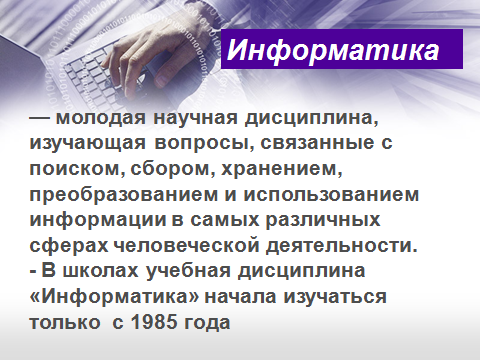 Информатика
— молодая научная дисциплина,
изучающая вопросы, связанные с
поиском, сбором, хранением,
преобразованием и использованием
информации в самых различных
сферах человеческой деятельности.
- В школах учебная дисциплина
«Информатика» начала изучаться
только с 1985 года